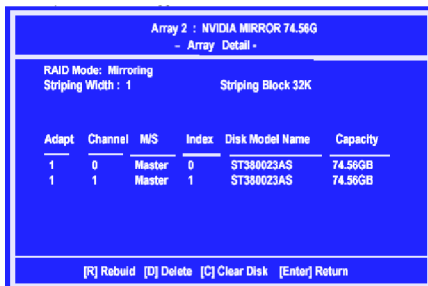 Array 2 : NVIDIA MIRROR 74.56G
- Array Detail -
RAID Mode: Mirroring
Striping Width : 1 Striping Block 32K
Adapt Channel M/S Index Disk Model Name Capacity
1 0 Master 0 ST380023AS 74.56GB
1 1 Master 1 ST380023AS 74.56GB
[R] Rebuid [D] Delete [C] Clear Disk [Enter] Return